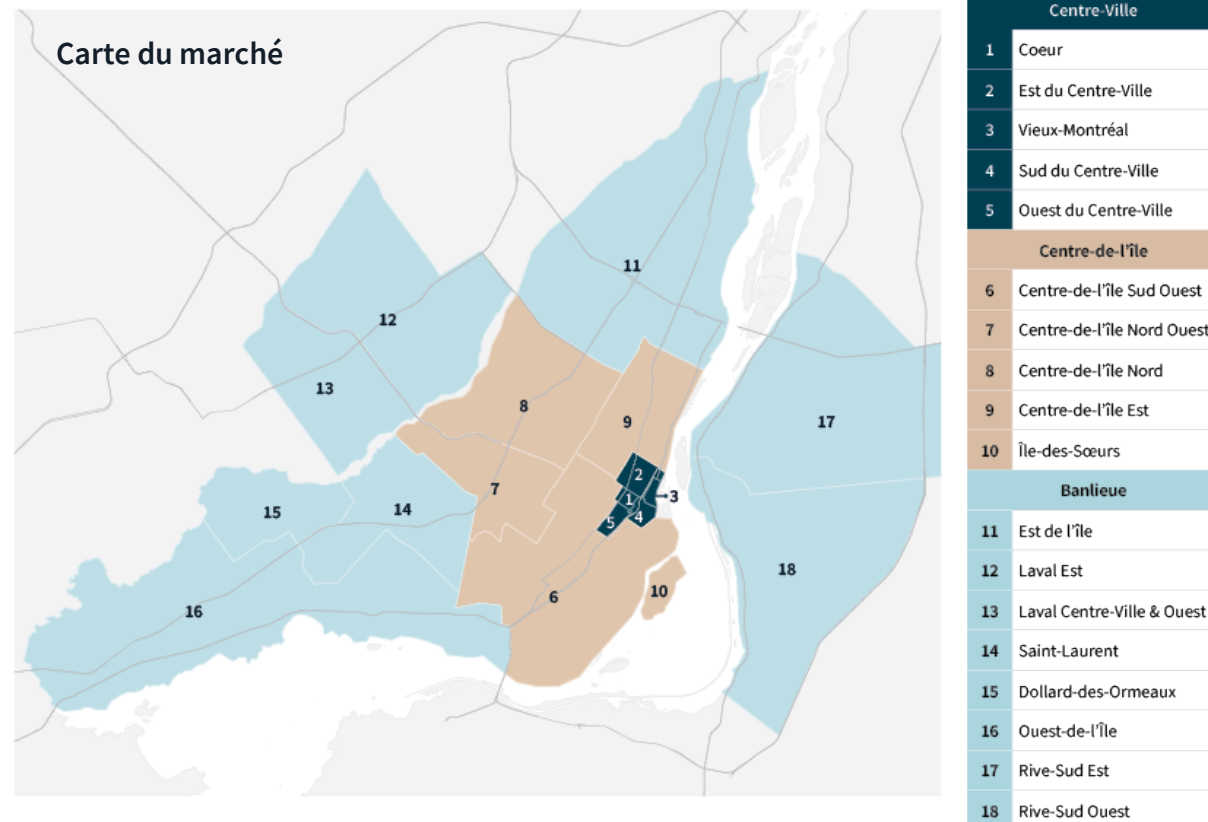 Carte du marché
11
12
13
8
9
17
2
7
1
3
15
14
5
4
18
6
10
16
Centre-Ville
1 Coeur
2 Est du Centre-Ville
3 Vieux-Montréal
4 Sud du Centre-Ville
5 Ouest du Centre-Ville
Centre-de-l'île
6 Centre-de-l'île Sud Ouest
7 Centre-de-l'île Nord Ouest
8 Centre-de-l'île Nord
9 Centre-de-l'île Est
10 Île-des-Sœurs
Banlieue
11 Est de l'île
12 Laval Est
13 Laval Centre-Ville & Ouest
14 Saint-Laurent
15 Dollard-des-Ormeaux
16 Ouest-de-l'Île
17 Rive-Sud Est
18 Rive-Sud Ouest